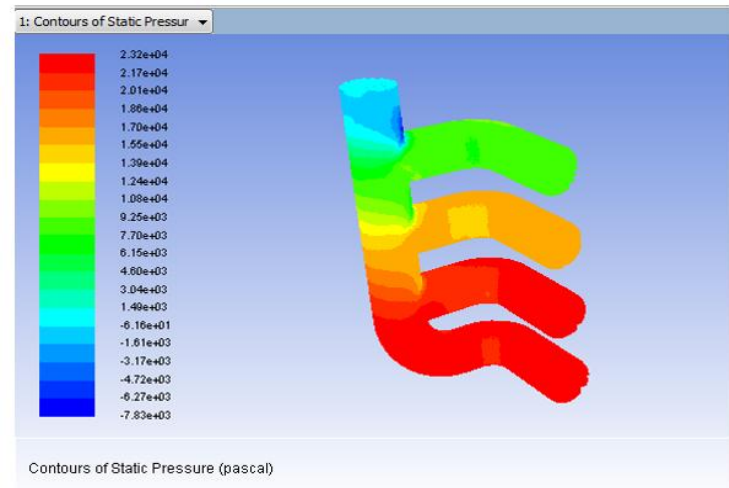 1: Contours of Static Pressur
2.32e+04
2.17e+04
2.01e+04
1.86e+04
1.70e+04
1.55e+04
1.39e+04
1.24e+04
1.08e+04
9.25e+03
7.70e+03
6.15e+03
4.60e+03
3.04e+03
1.49e+03
-6.16e+01
-1.61e+03
-3.17e+03
-4.72e+03
-6.27e+03
-7.83e+03
Contours of Static Pressure (pascal)